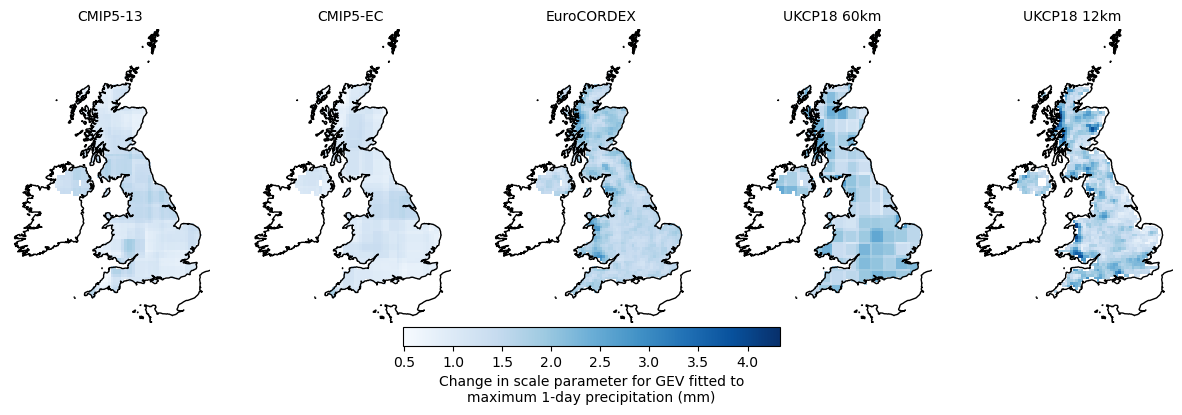 CMIP5-13
CMIP5-EC
EuroCORDEX
UKCP18 60km
UKCP18 12km
0.5 1.0 1.5 2.0 2.5 3.0 3.5 4.0
Change in scale parameter for GEV fitted to
maximum 1-day precipitation (mm)